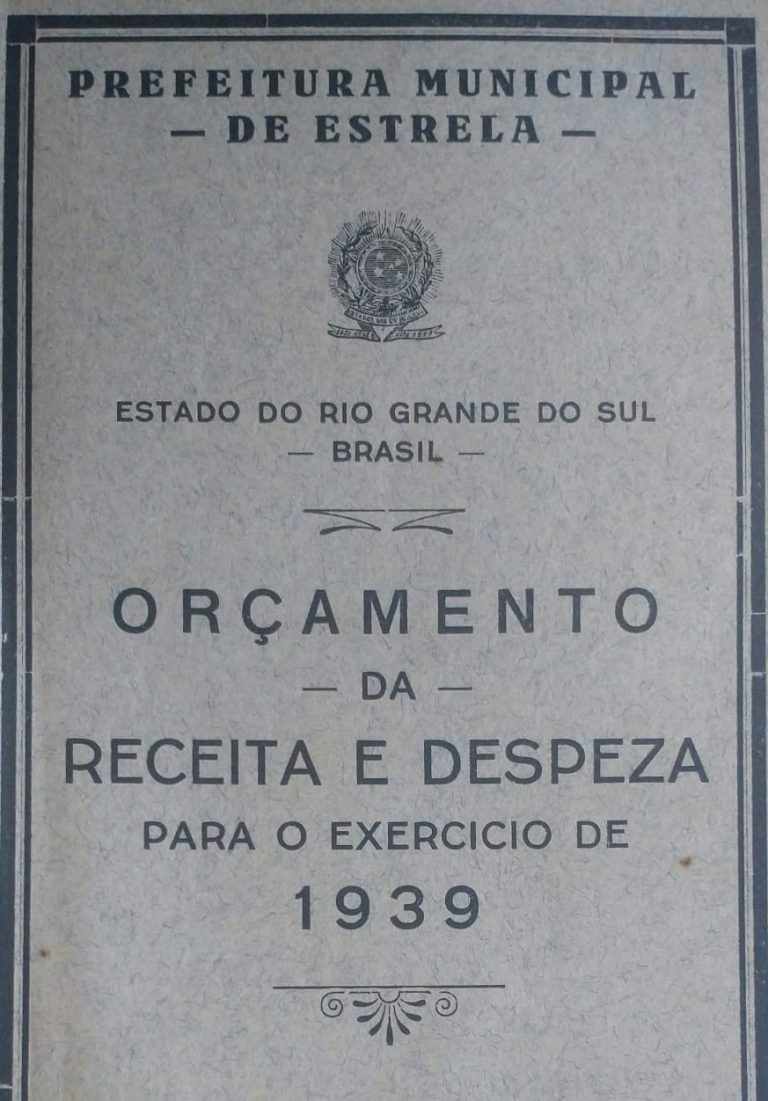 PREFEITURA MUNICIPAL
— DE ESTRELA —
ESTADO DO RIO GRANDE DO SUL
— BRASIL —
ORÇAMENTO
— DA —
RECEITA E DESPEZA
PARA O EXERCICIO DE
1939